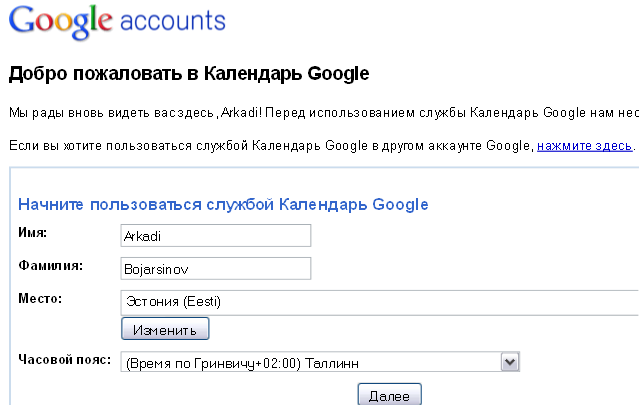 Google accounts
Добро пожаловать в Календарь Google
Мы рады вновь видеть вас здесь, Arkadi! Перед использованием службы Календарь Google нам
Если вы хотите пользоваться службой Календарь Google в другом аккаунте Google, нажмите здесь.
Начните пользоваться службой Календарь Google
Имя: Arkadi
Фамилия: Bojarsinov
Место: Эстония (Eesti)
Изменить
Часовой пояс: (Время по Гринвичу+02:00) Таллинн
Далее